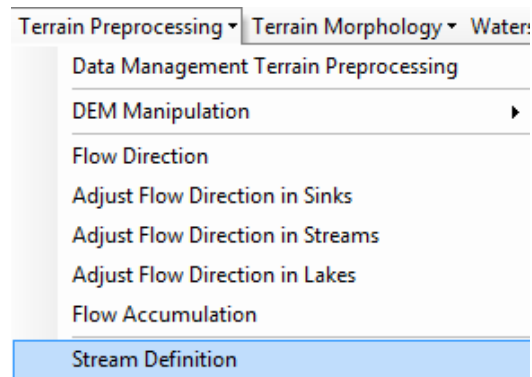 Terrain Preprocessing Terrain Morphology Waters
Data Management Terrain Preprocessing
DEM Manipulation
Flow Direction
Adjust Flow Direction in Sinks
Adjust Flow Direction in Streams
Adjust Flow Direction in Lakes
Flow Accumulation
Stream Definition